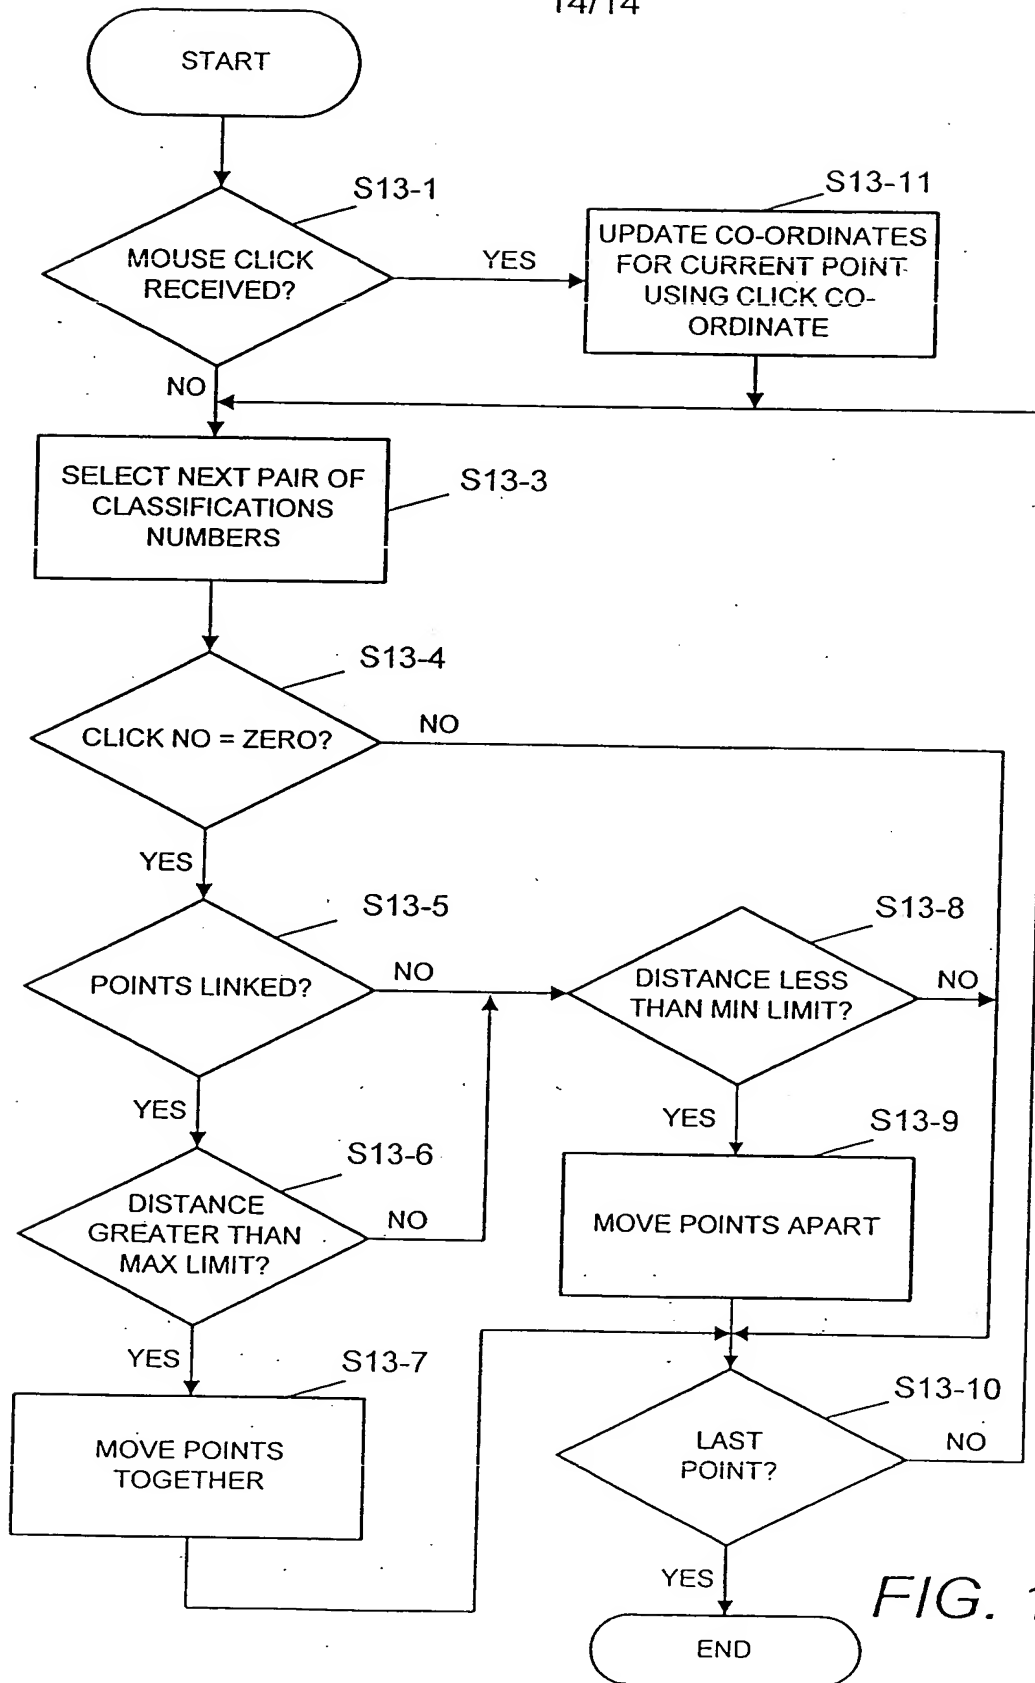 14/14
START
S13-1
MOUSE CLICK
RECEIVED?
YES
S13-11
UPDATE CO-ORDINATES
FOR CURRENT POINT
USING CLICK CO-
ORDINATE
NO
SELECT NEXT PAIR OF
CLASSIFICATIONS
NUMBERS
S13-3
S13-4
CLICK NO = ZERO?
NO
YES
S13-5
POINTS LINKED?
NO
S13-8
DISTANCE LESS
THAN MIN LIMIT?
NO
YES
YES
S13-6
DISTANCE
GREATER THAN
MAX LIMIT?
NO
S13-9
MOVE POINTS APART
YES
S13-7
MOVE POINTS
TOGETHER
S13-10
LAST
POINT?
NO
YES
FIG.
END